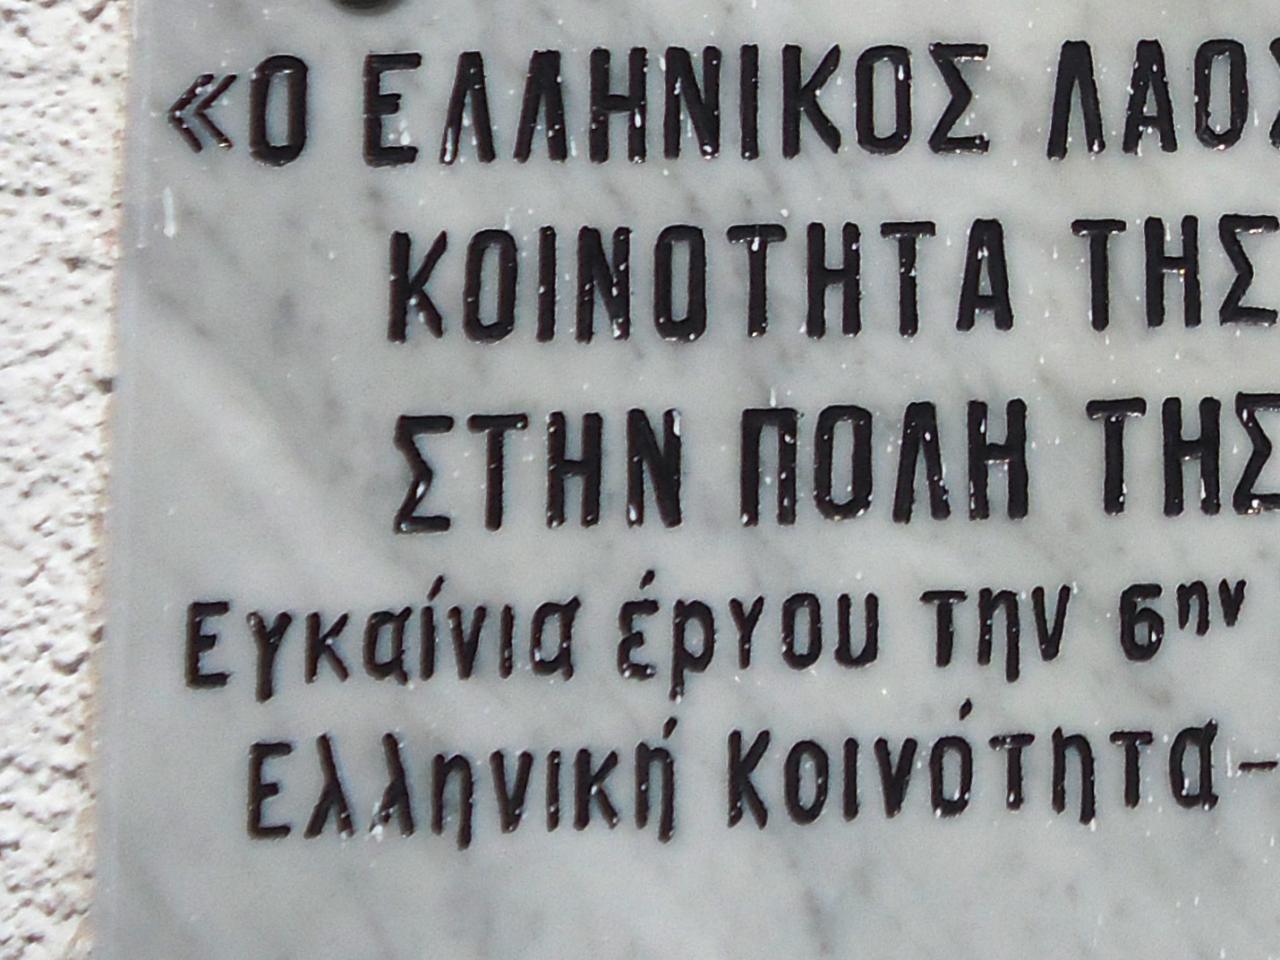 «Ο ΕΛΛΗΝΙΚΟΣ ΛΑΟΣ
ΚΟΙΝΟΤΗΤΑ ΤΗΣ
ΣΤΗΝ ΠΟΛΗ ΤΗΣ
Εγκαίνια έργου την 6ην
Ελληνική Κοινότητα-